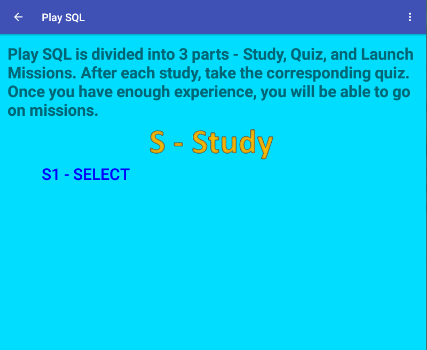 Play SQL
Play SQL is divided into 3 parts - Study, Quiz, and Launch
Missions. After each study, take the corresponding quiz.
Once you have enough experience, you will be able to go
on missions.
S - Study
S1 - SELECT